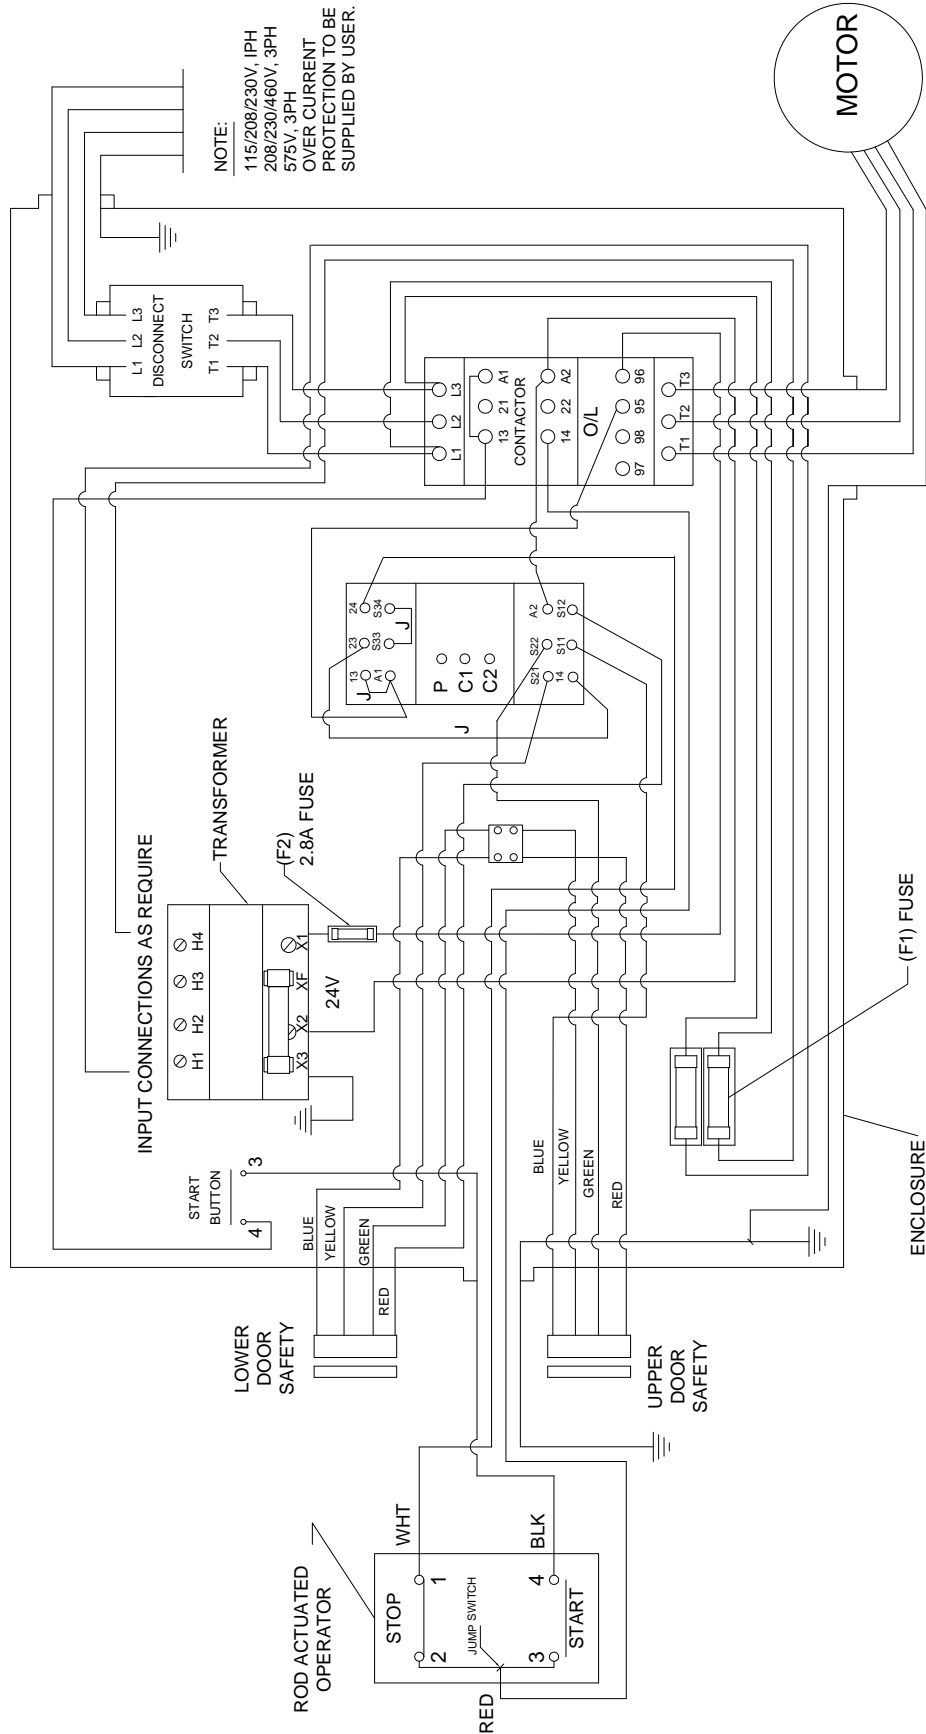 NOTE:
115/208/230V, IPH
208/230/460V, 3PH
575V, 3PH
OVER CURRENT
PROTECTION TO BE
SUPPLIED BY USER.
MOTOR
L1 L2 L3
DISCONNECT
SWITCH
T1 T2 T3
L1 L2 L3
13 21 A1
CONTACTOR
14 22 A2
O/L
97 98 95 96
T1 T2 T3
13 23 24
A1 S33 S34
J
J
P
C1
C2
S21 S22 A2
14 S11 S12
J
INPUT CONNECTIONS AS REQUIRE
TRANSFORMER
H1 H2 H3 H4
X3 X2 XF X1
24V
(F2)
2.8A FUSE
START
BUTTON
4 3
BLUE
YELLOW
GREEN
RED
LOWER
DOOR
SAFETY
BLUE
YELLOW
GREEN
RED
UPPER
DOOR
SAFETY
(F1) FUSE
ENCLOSURE
ROD ACTUATED
OPERATOR
STOP
2 1
JUMP SWITCH
3 4
START
WHT
BLK
RED